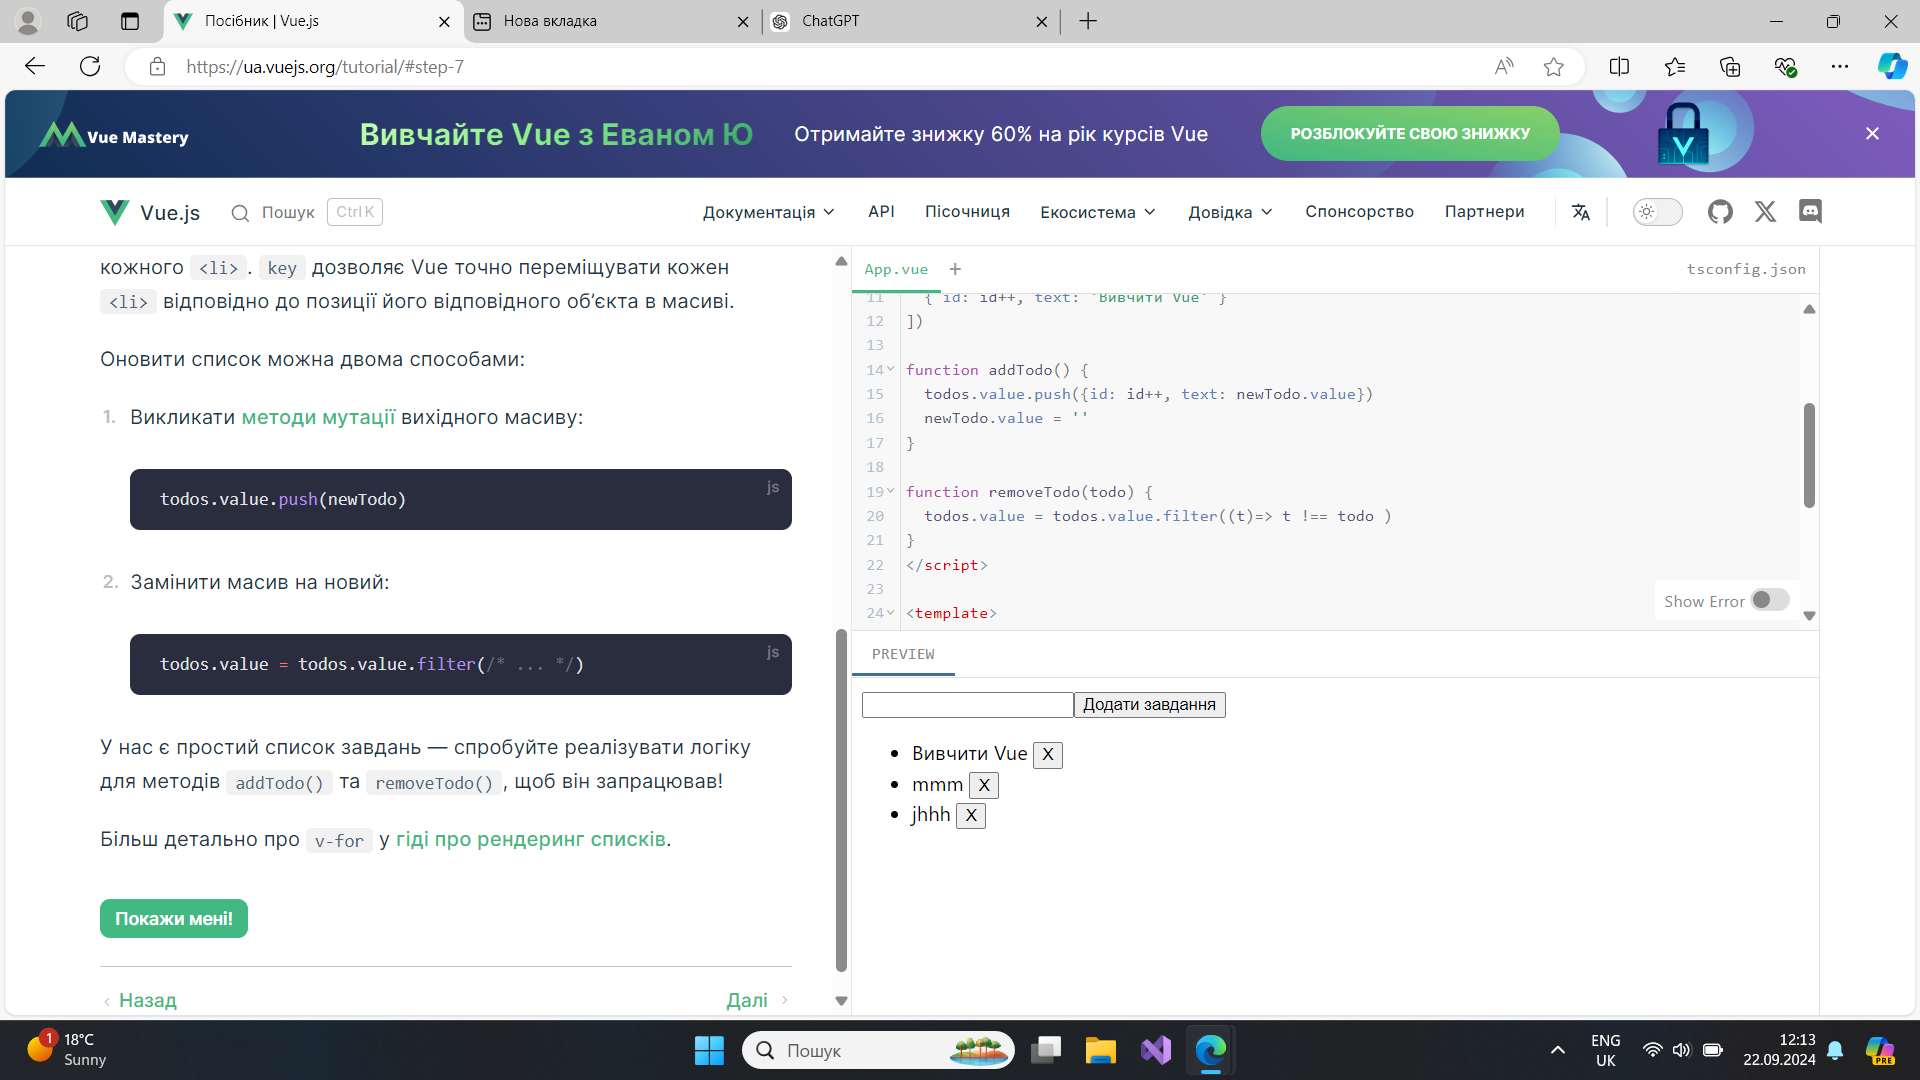 Посібник | Vue.js
Нова вкладка
ChatGPT
https://ua.vuejs.org/tutorial/#step-7
Vue Mastery
Вивчайте Vue з Еваном Ю
Отримайте знижку 60% на рік курсів Vue
РОЗБЛОКУЙТЕ СВОЮ ЗНИЖКУ
Vue.js
Пошук
Ctrl K
Документація
API
Пісочниця
Екосистема
Довідка
Спонсорство
Партнери
кожного <li>. key дозволяє Vue точно переміщувати кожен
<li> відповідно до позиції його відповідного об’єкта в масиві.
Оновити список можна двома способами:
1. Викликати методи мутації вихідного масиву:
js
todos.value.push(newTodo)
2. Замінити масив на новий:
js
todos.value = todos.value.filter(/* ... */)
У нас є простий список завдань — спробуйте реалізувати логіку
для методів addTodo() та removeTodo(), щоб він запрацював!
Більш детально про v-for у гіді про рендеринг списків.
Покажи мені!
Назад
Далі
App.vue +
tsconfig.json
11 { id: id++, text: 'Вивчити Vue' }
12 ])
13
14 function addTodo() {
15 todos.value.push({id: id++, text: newTodo.value})
16 newTodo.value = ''
17 }
18
19 function removeTodo(todo) {
20 todos.value = todos.value.filter((t)=> t !== todo )
21 }
22 </script>
23
24 <template>
Show Error
PREVIEW
Додати завдання
• Вивчити Vue X
• mmm X
• jhhh X
1
18°C
Sunny
Пошук
ENG
UK
12:13
22.09.2024
PRE